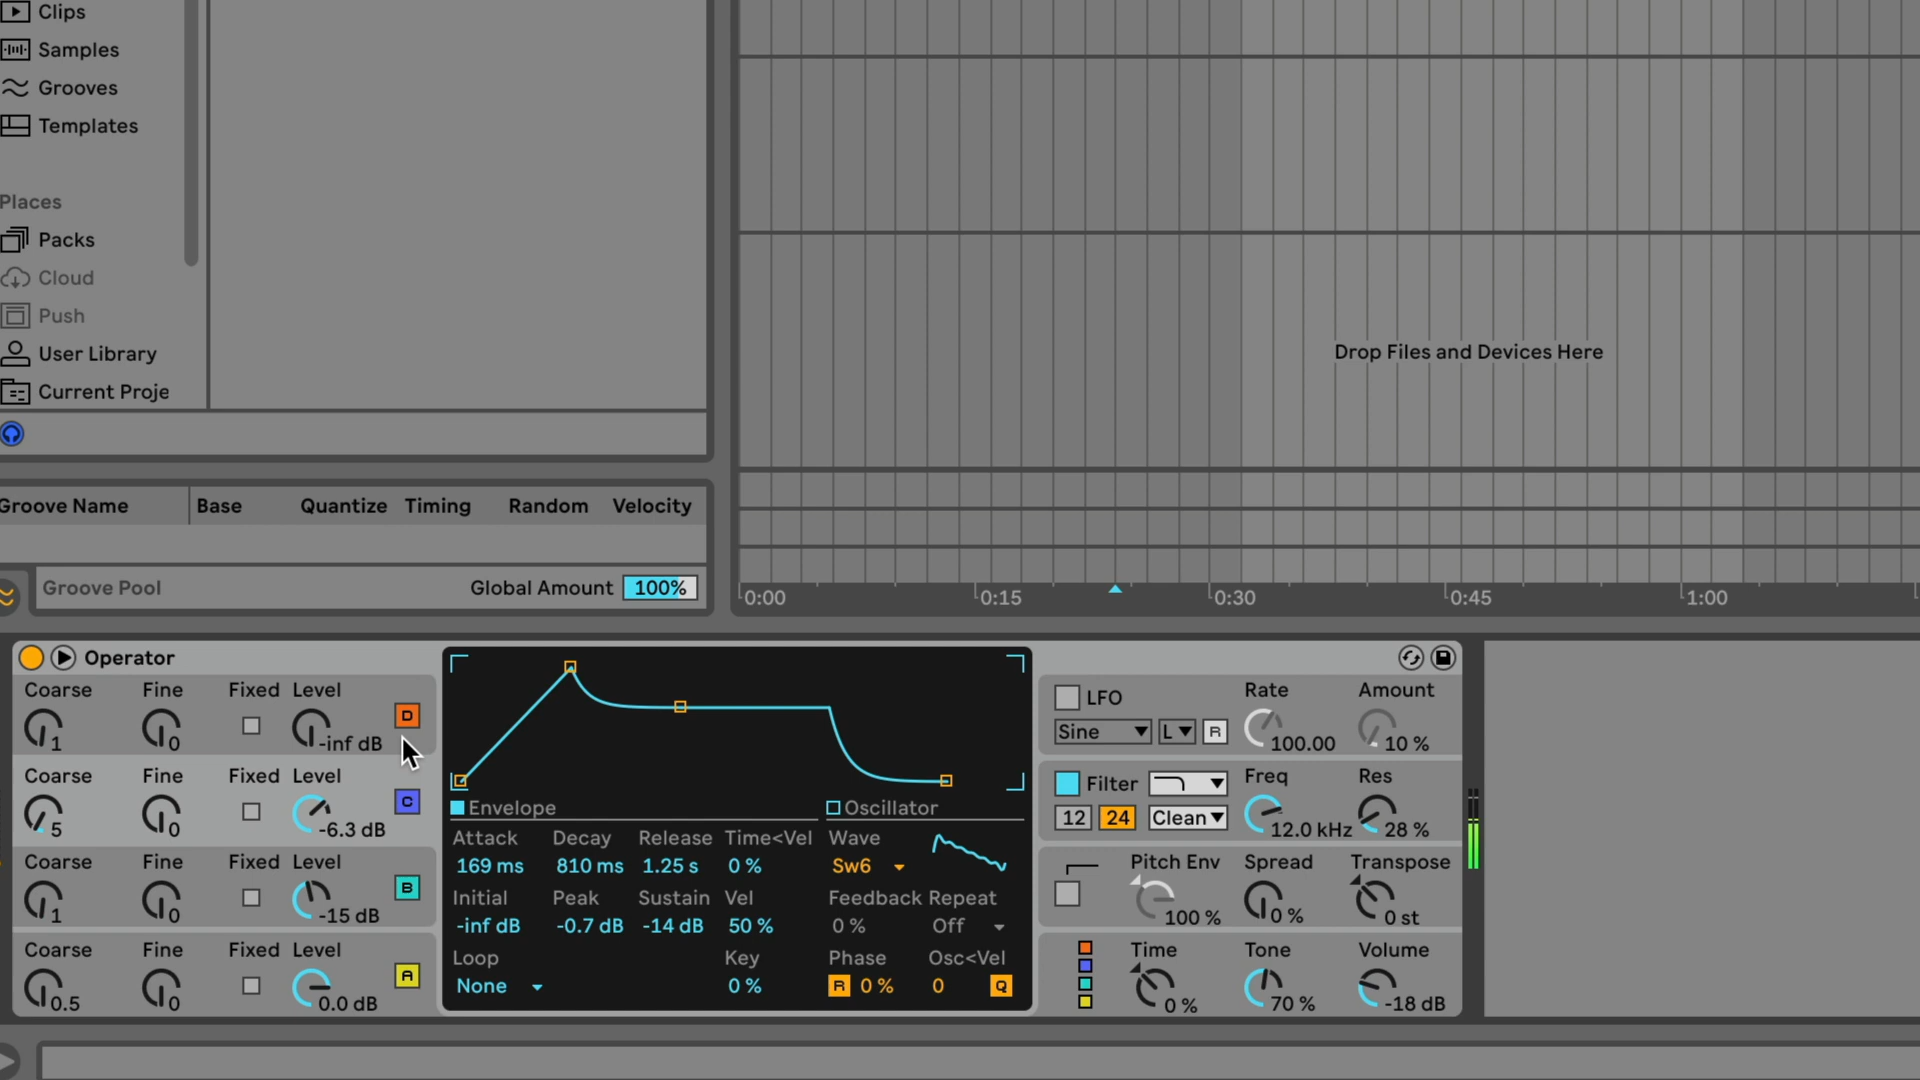 Clips
Samples
Grooves
Templates
Places
Packs
Cloud
Push
User Library
Current Proje
Drop Files and Devices Here
Groove Name Base Quantize Timing Random Velocity
Groove Pool Global Amount 100%
0:00 0:15 0:30 0:45 1:00
Operator
Coarse Fine Fixed Level
1 0 -inf dB D
Coarse Fine Fixed Level
5 0 -6.3 dB C
Coarse Fine Fixed Level
1 0 -15 dB B
Coarse Fine Fixed Level
0.5 0 0.0 dB A
Envelope Oscillator
Attack Decay Release Time<Vel Wave
169 ms 810 ms 1.25 s 0 % Sw6
Initial Peak Sustain Vel Feedback Repeat
-inf dB -0.7 dB -14 dB 50 % 0 % Off
Loop Key Phase Osc<Vel
None 0 % R 0 % 0 Q
LFO Rate Amount
Sine L R 100.00 10 %
Filter Freq Res
12 24 Clean 12.0 kHz 28 %
Pitch Env Spread Transpose
100 % 0 % 0 st
Time Tone Volume
0 % 70 % -18 dB